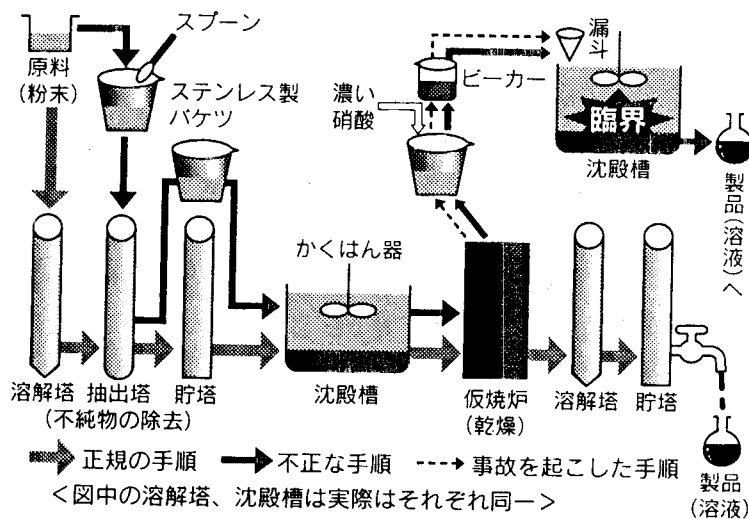 スプーン
原料
(粉末)
ステンレス製
バケツ
濃い
硝酸
ビーカー
漏斗
臨界
沈殿槽
製品(溶液)へ
かくはん器
溶解塔
抽出塔
(不純物の除去)
貯塔
沈殿槽
仮焼炉
(乾燥)
溶解塔
貯塔
製品
(溶液)
正規の手順
不正な手順
事故を起こした手順
<図中の溶解塔、沈殿槽は実際はそれぞれ同一>